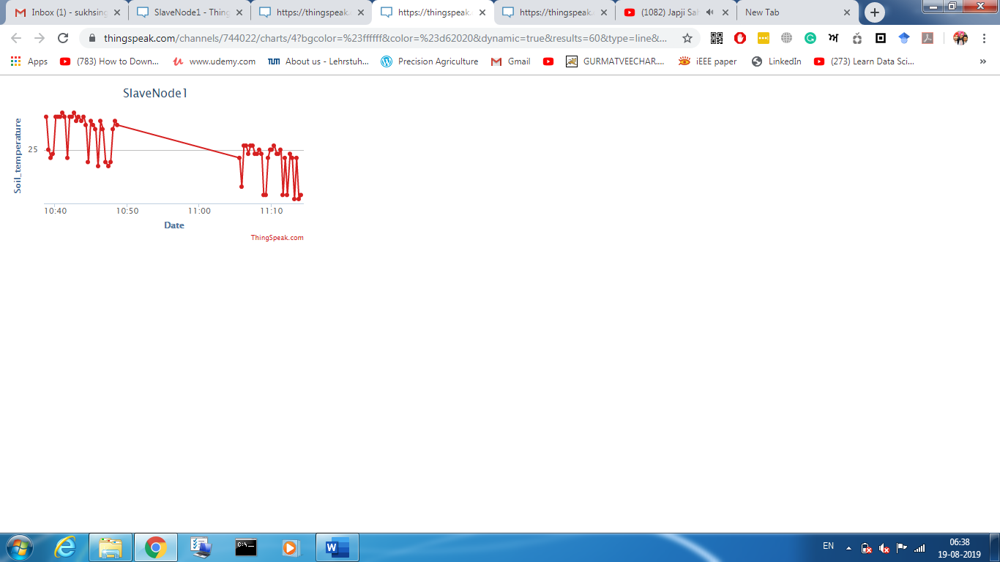 Inbox (1) - sukhsing
SlaveNode1 - Thing
https://thingspeak.
https://thingspeak.
https://thingspeak.
(1082) Japji Sah
New Tab
thingspeak.com/channels/744022/charts/4?bgcolor=%23ffffff&color=%23d62020&dynamic=true&results=60&type=line&...
Apps
(783) How to Down...
www.udemy.com
TUM
About us - Lehrstuh...
Precision Agriculture
Gmail
GURMATVEECHAR....
iEEE paper
LinkedIn
(273) Learn Data Sci...
»
SlaveNode1
Soil_temperature
25
10:40 10:50 11:00 11:10
Date
ThingSpeak.com
EN
06:38
19-08-2019